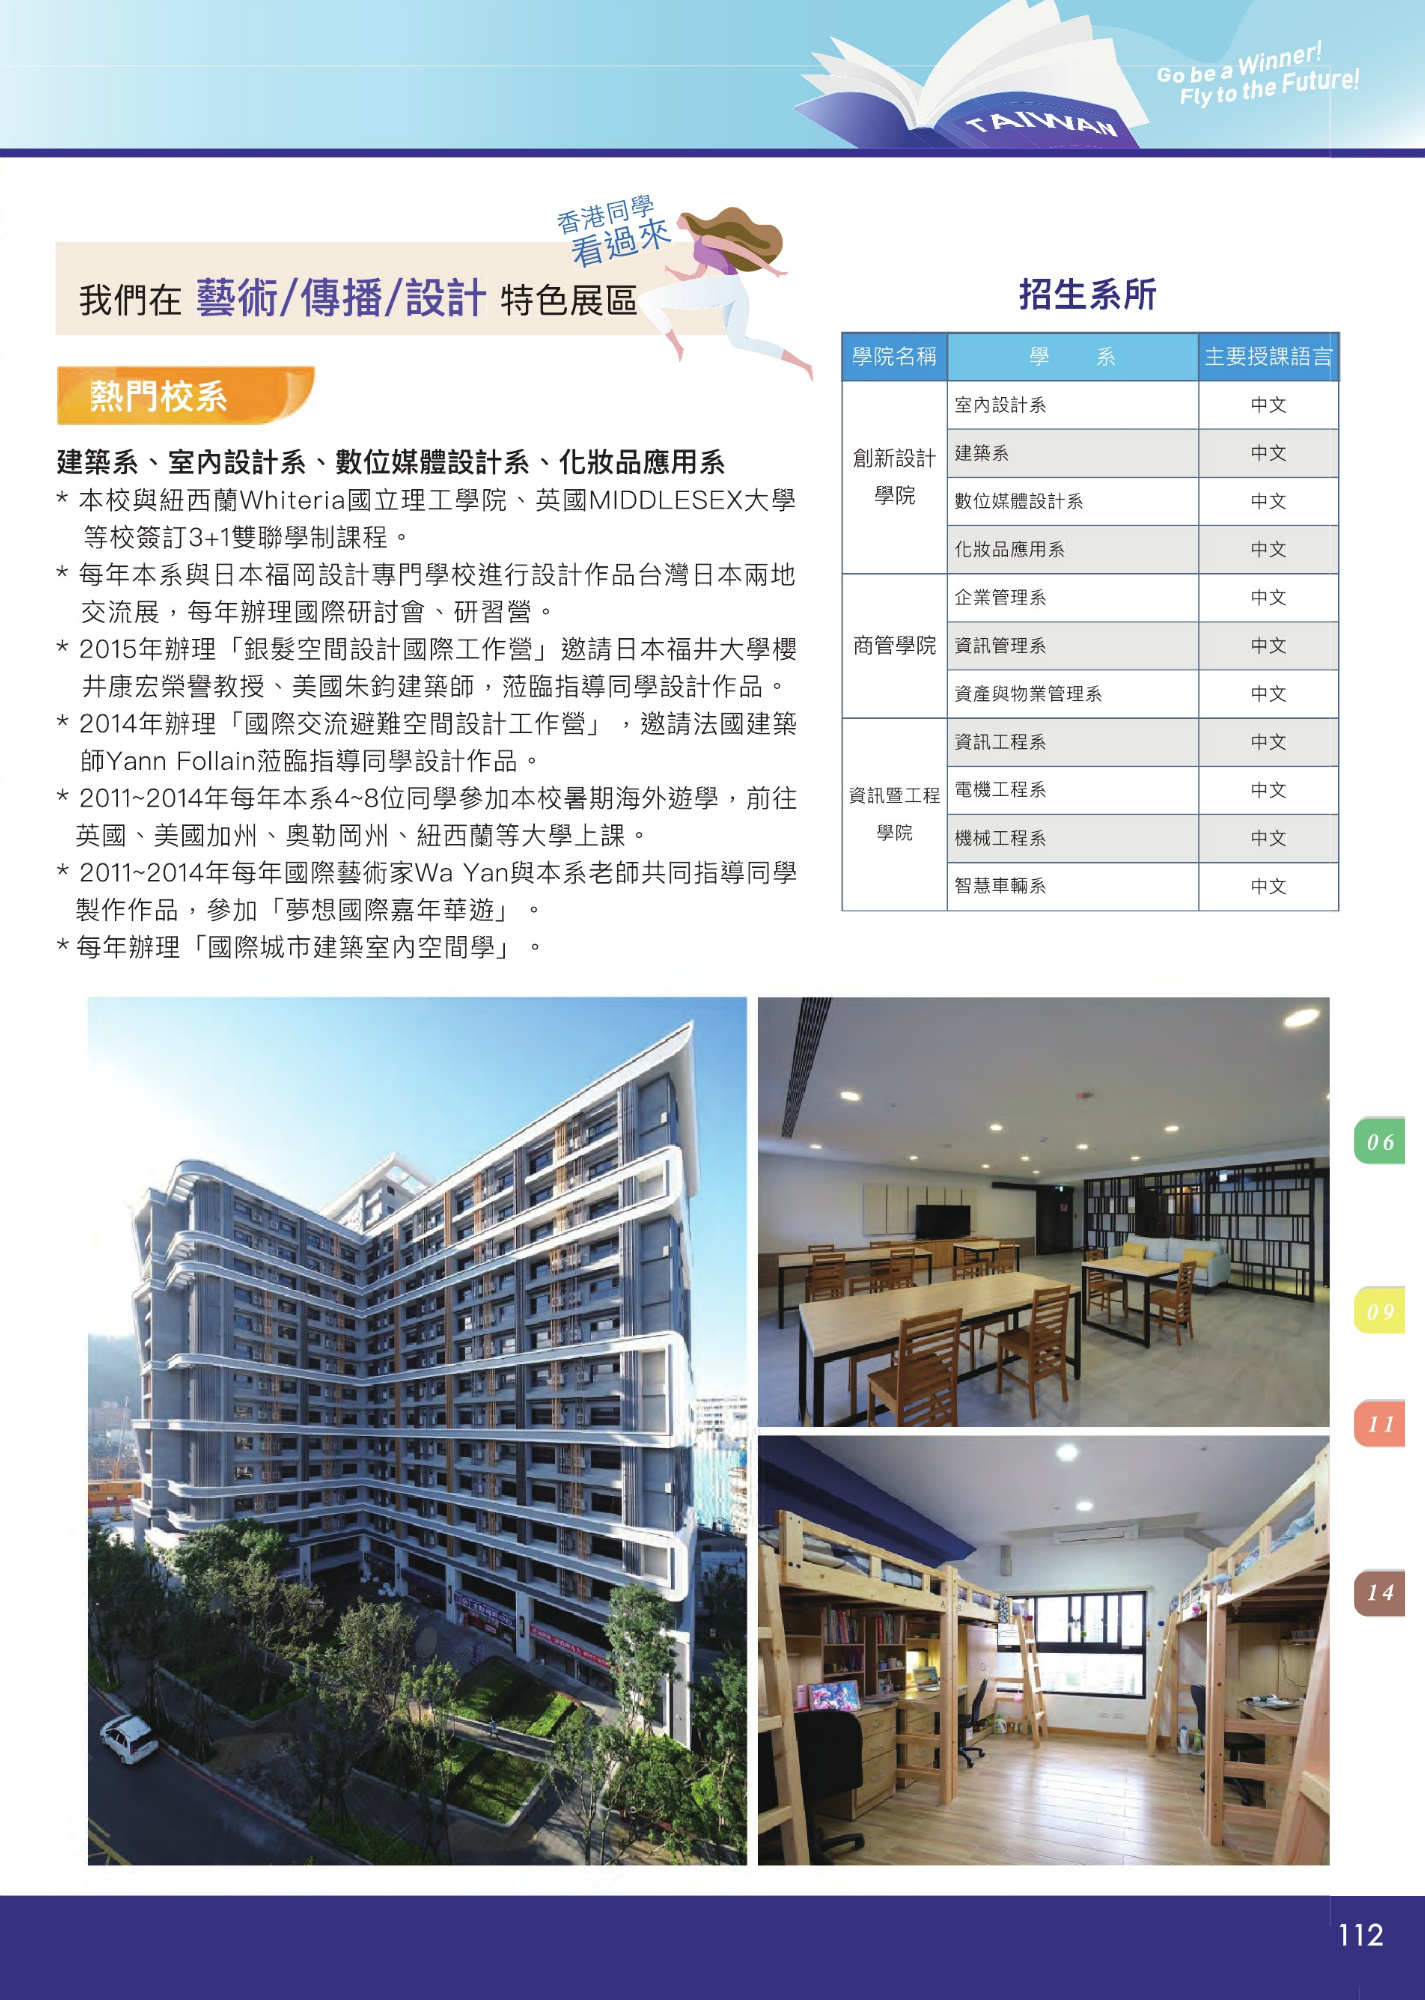 Go be a Winner!
Fly to the Future!
TAIWAN
香港同學
看過來
我們在 藝術/傳播/設計 特色展區
熱門校系
建築系、室內設計系、數位媒體設計系、化妝品應用系
* 本校與紐西蘭Whiteria國立理工學院、英國MIDDLESEX大學
等校簽訂3+1雙聯學制課程。
* 每年本系與日本福岡設計專門學校進行設計作品台灣日本兩地
交流展，每年辦理國際研討會、研習營。
* 2015年辦理「銀髮空間設計國際工作營」邀請日本福井大學櫻
井康宏榮譽教授、美國朱鈞建築師，蒞臨指導同學設計作品。
* 2014年辦理「國際交流避難空間設計工作營」，邀請法國建築
師Yann Follain蒞臨指導同學設計作品。
* 2011~2014年每年本系4~8位同學參加本校暑期海外遊學，前往
英國、美國加州、奧勒岡州、紐西蘭等大學上課。
* 2011~2014年每年國際藝術家Wa Yan與本系老師共同指導同學
製作作品，參加「夢想國際嘉年華遊」。
* 每年辦理「國際城市建築室內空間學」。
招生系所
學院名稱 學 系 主要授課語言
創新設計
學院
室內設計系 中文
建築系 中文
數位媒體設計系 中文
化妝品應用系 中文
商管學院
企業管理系 中文
資訊管理系 中文
資產與物業管理系 中文
資訊暨工程
學院
資訊工程系 中文
電機工程系 中文
機械工程系 中文
智慧車輛系 中文
06
09
11
14
112